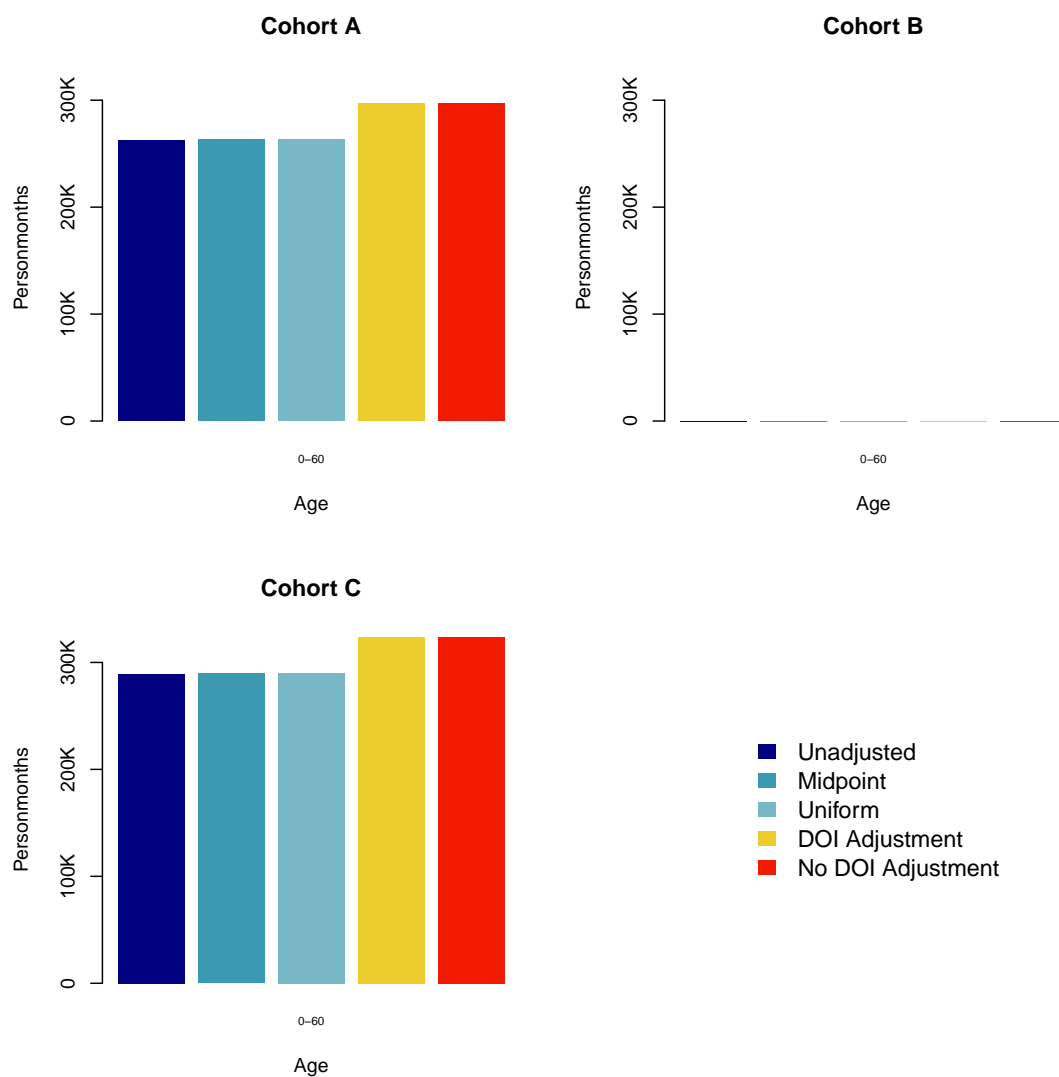 Cohort A
Personmonths
300K
200K
100K
0
0−60
Age
Cohort B
Personmonths
300K
200K
100K
0
0−60
Age
Cohort C
Personmonths
300K
200K
100K
0
0−60
Age
Unadjusted
Midpoint
Uniform
DOI Adjustment
No DOI Adjustment